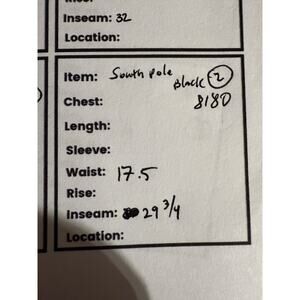 Inseam: 32
Location:
Item: South pole Black 2
Chest: 8180
Length:
Sleeve:
Waist: 17.5
Rise:
Inseam: 29 3/4
Location: